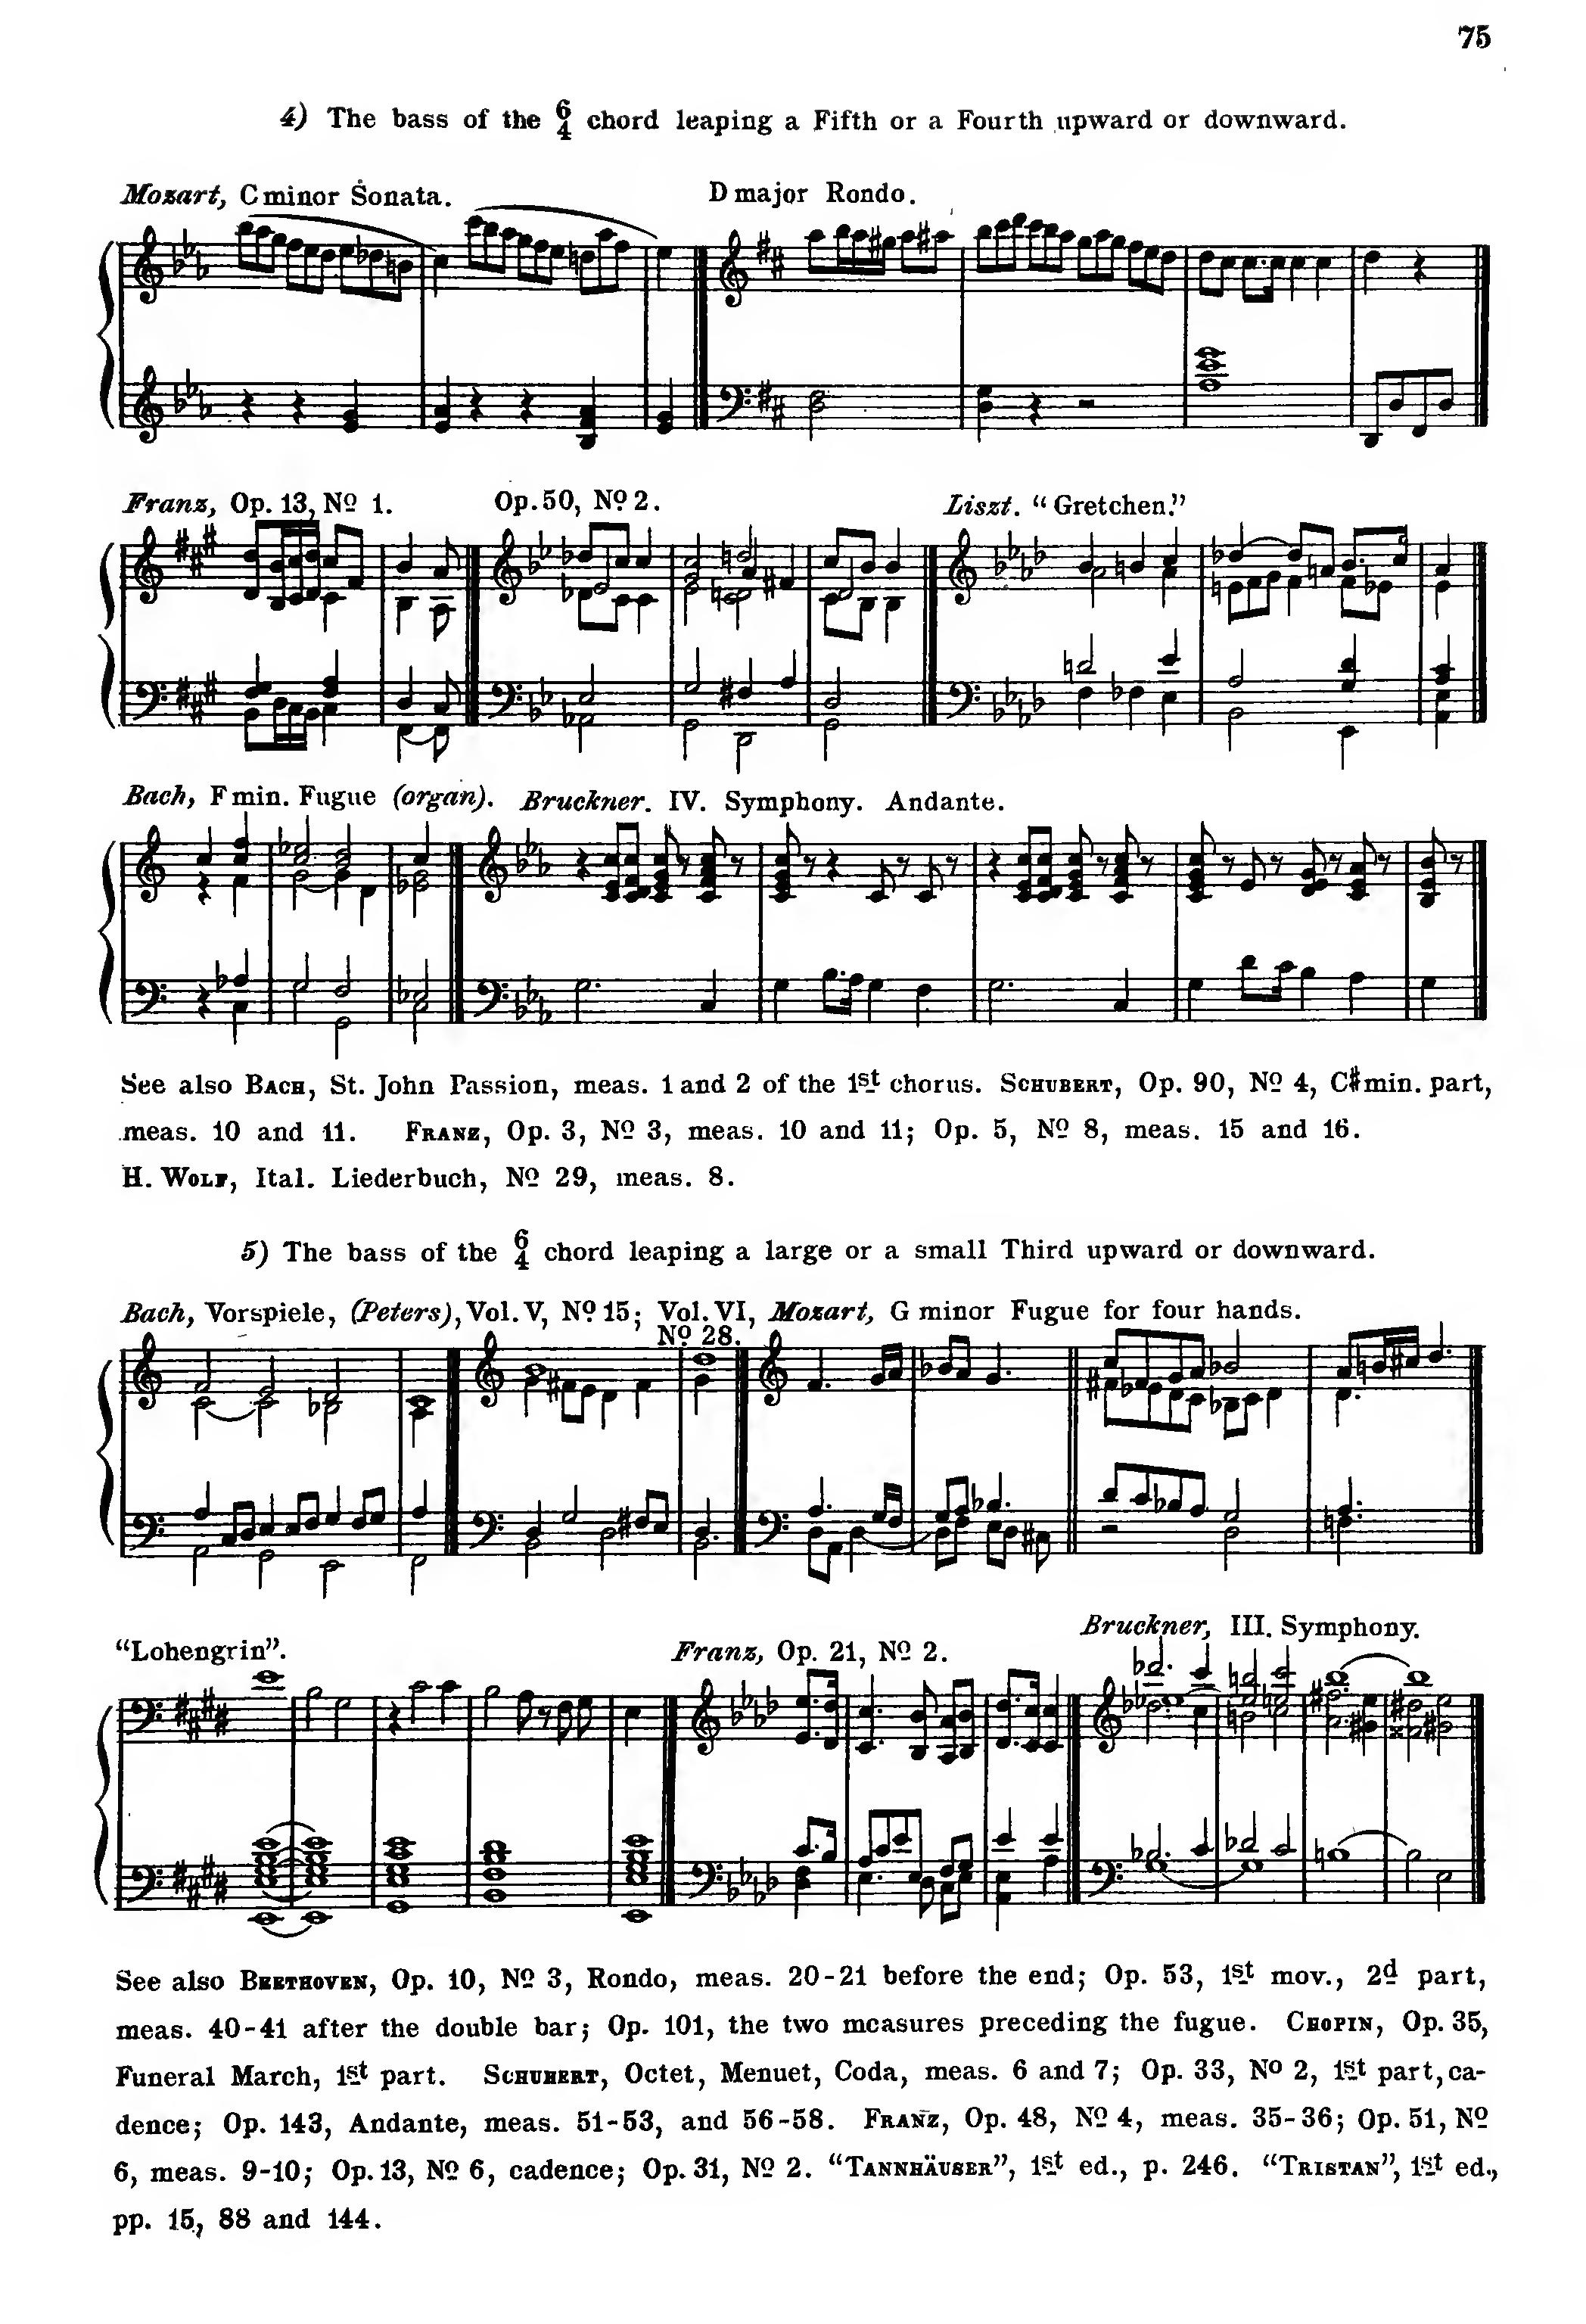 75
4) The bass of the 6/4 chord leaping a Fifth or a Fourth upward or downward.
Mozart, C minor Sonata. D major Rondo.
Franz, Op. 13, No 1. Op. 50, No 2. Liszt. “Gretchen.”
Bach, F min. Fugue (organ). Bruckner. IV. Symphony. Andante.
See also BACH, St. John Passion, meas. 1 and 2 of the 1st chorus. SCHUBERT, Op. 90, No 4, C♯ min. part,
meas. 10 and 11. FRANZ, Op. 3, No 3, meas. 10 and 11; Op. 5, No 8, meas. 15 and 16.
H. WOLF, Ital. Liederbuch, No 29, meas. 8.
5) The bass of the 6/4 chord leaping a large or a small Third upward or downward.
Bach, Vorspiele, (Peters), Vol. V, No 15; Vol. VI, Mozart, G minor Fugue for four hands.
No 28.
Bruckner, III. Symphony.
“Lohengrin”. Franz, Op. 21, No 2.
See also BEETHOVEN, Op. 10, No 3, Rondo, meas. 20-21 before the end; Op. 53, 1st mov., 2d part,
meas. 40-41 after the double bar; Op. 101, the two measures preceding the fugue. CHOPIN, Op. 35,
Funeral March, 1st part. SCHUBERT, Octet, Menuet, Coda, meas. 6 and 7; Op. 33, No 2, 1st part, ca-
dence; Op. 143, Andante, meas. 51-53, and 56-58. FRANZ, Op. 48, No 4, meas. 35-36; Op. 51, No
6, meas. 9-10; Op. 13, No 6, cadence; Op. 31, No 2. “TANNHÄUSER”, 1st ed., p. 246. “TRISTAN”, 1st ed.,
pp. 15, 88 and 144.